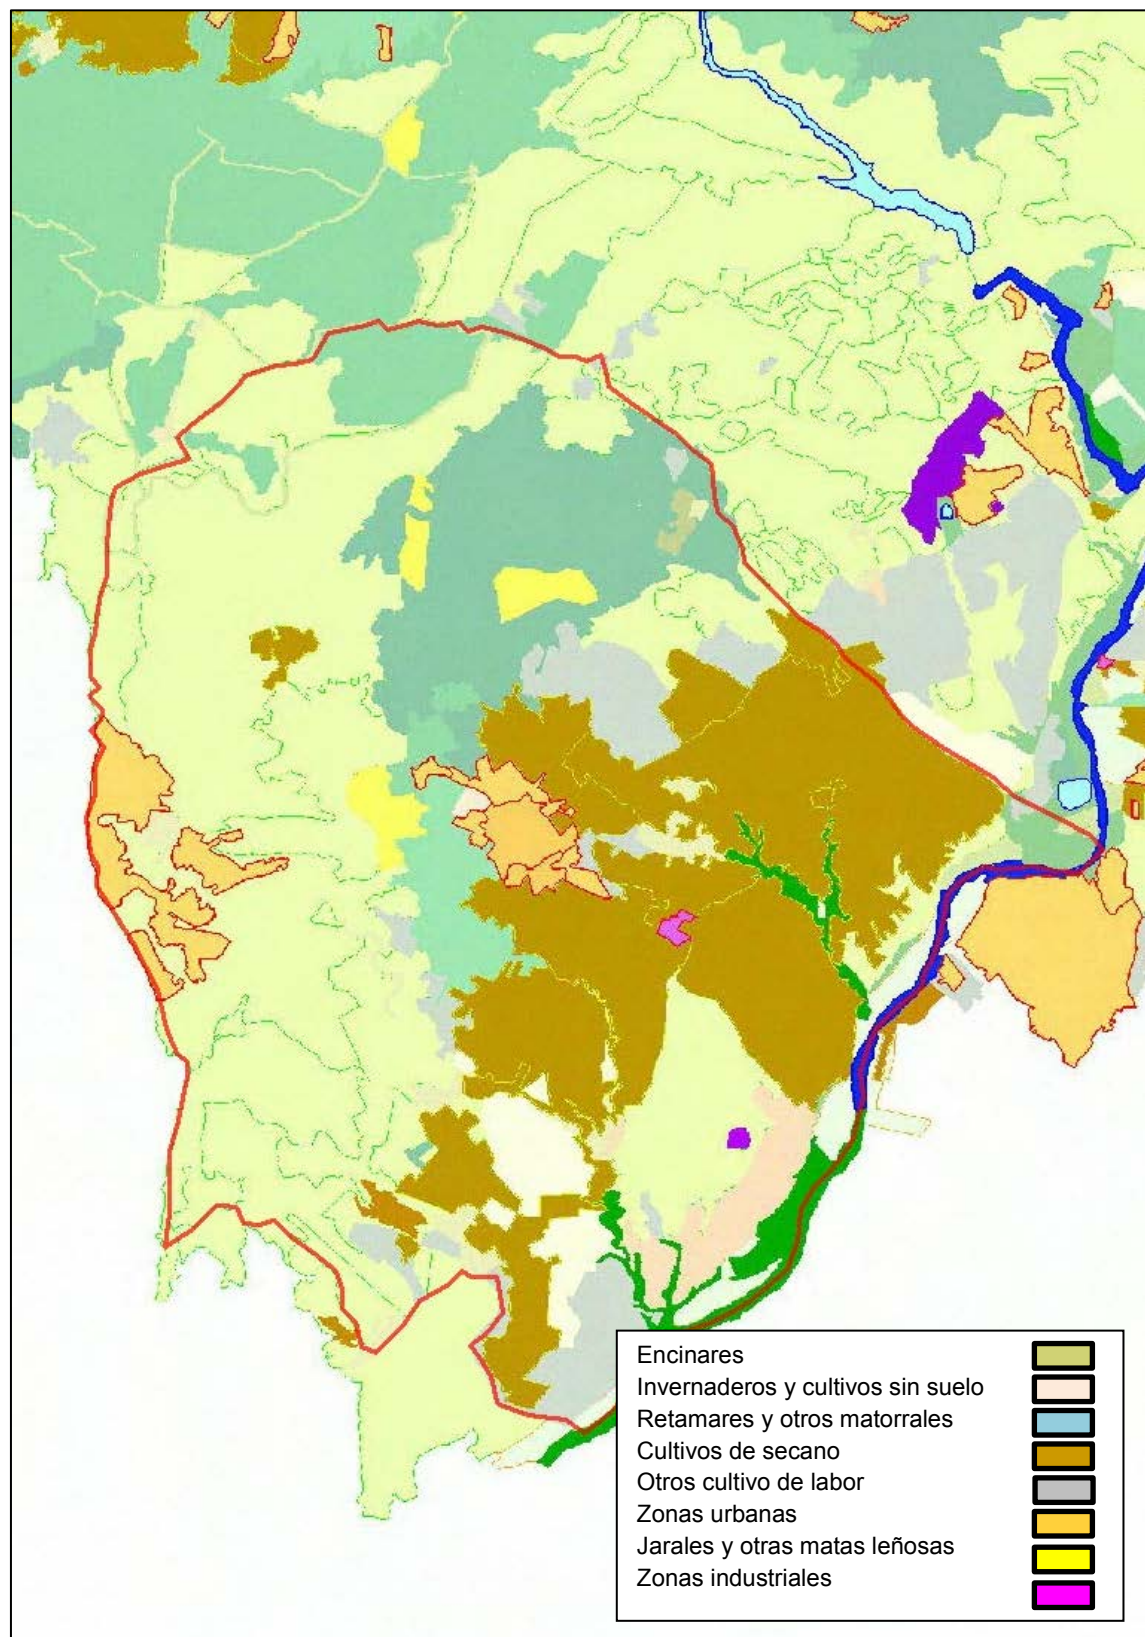 Encinares
Invernaderos y cultivos sin suelo
Retamares y otros matorrales
Cultivos de secano
Otros cultivo de labor
Zonas urbanas
Jarales y otras matas leñosas
Zonas industriales